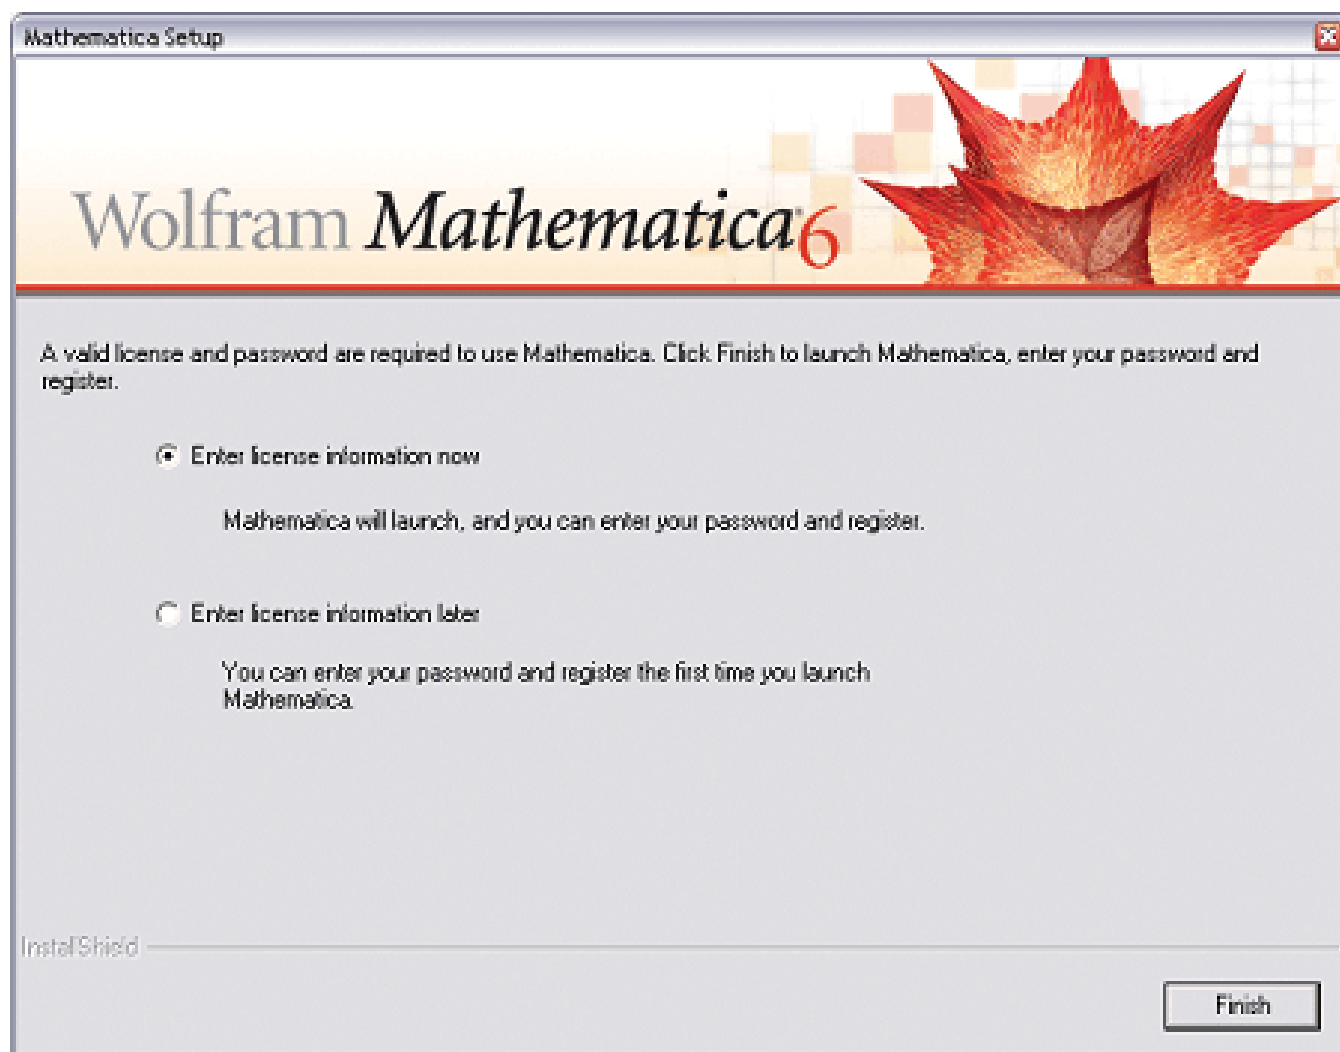 Mathematica Setup
Wolfram Mathematica 6
A valid license and password are required to use Mathematica. Click Finish to launch Mathematica, enter your password and
register.
Enter license information now
Mathematica will launch, and you can enter your password and register.
Enter license information later
You can enter your password and register the first time you launch
Mathematica.
InstallShield
Finish